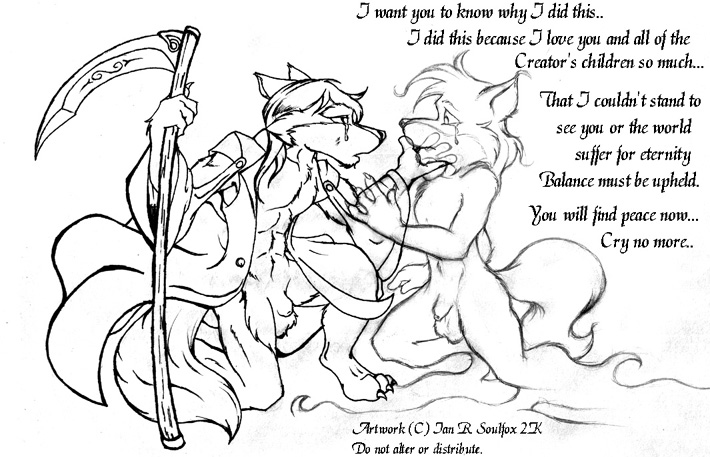 I want you to know why I did this..
I did this because I love you and all of the
Creator's children so much...
That I couldn't stand to
see you or the world
suffer for eternity
Balance must be upheld.
You will find peace now...
Cry no more..
Artwork (C) Ian R Soulfox 2K
Do not alter or distribute.